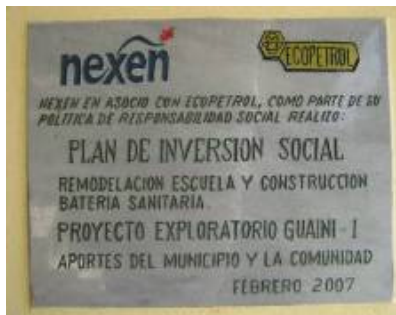 nexen
ECOPETROL
NEXEN EN ASOCIO CON ECOPETROL, COMO PARTE DE SU
POLITICA DE RESPONSABILIDAD SOCIAL REALIZO:
PLAN DE INVERSION SOCIAL
REMODELACION ESCUELA Y CONSTRUCCION
BATERIA SANITARIA.
PROYECTO EXPLORATORIO GUAINI-1
APORTES DEL MUNICIPIO Y LA COMUNIDAD
FEBRERO 2007